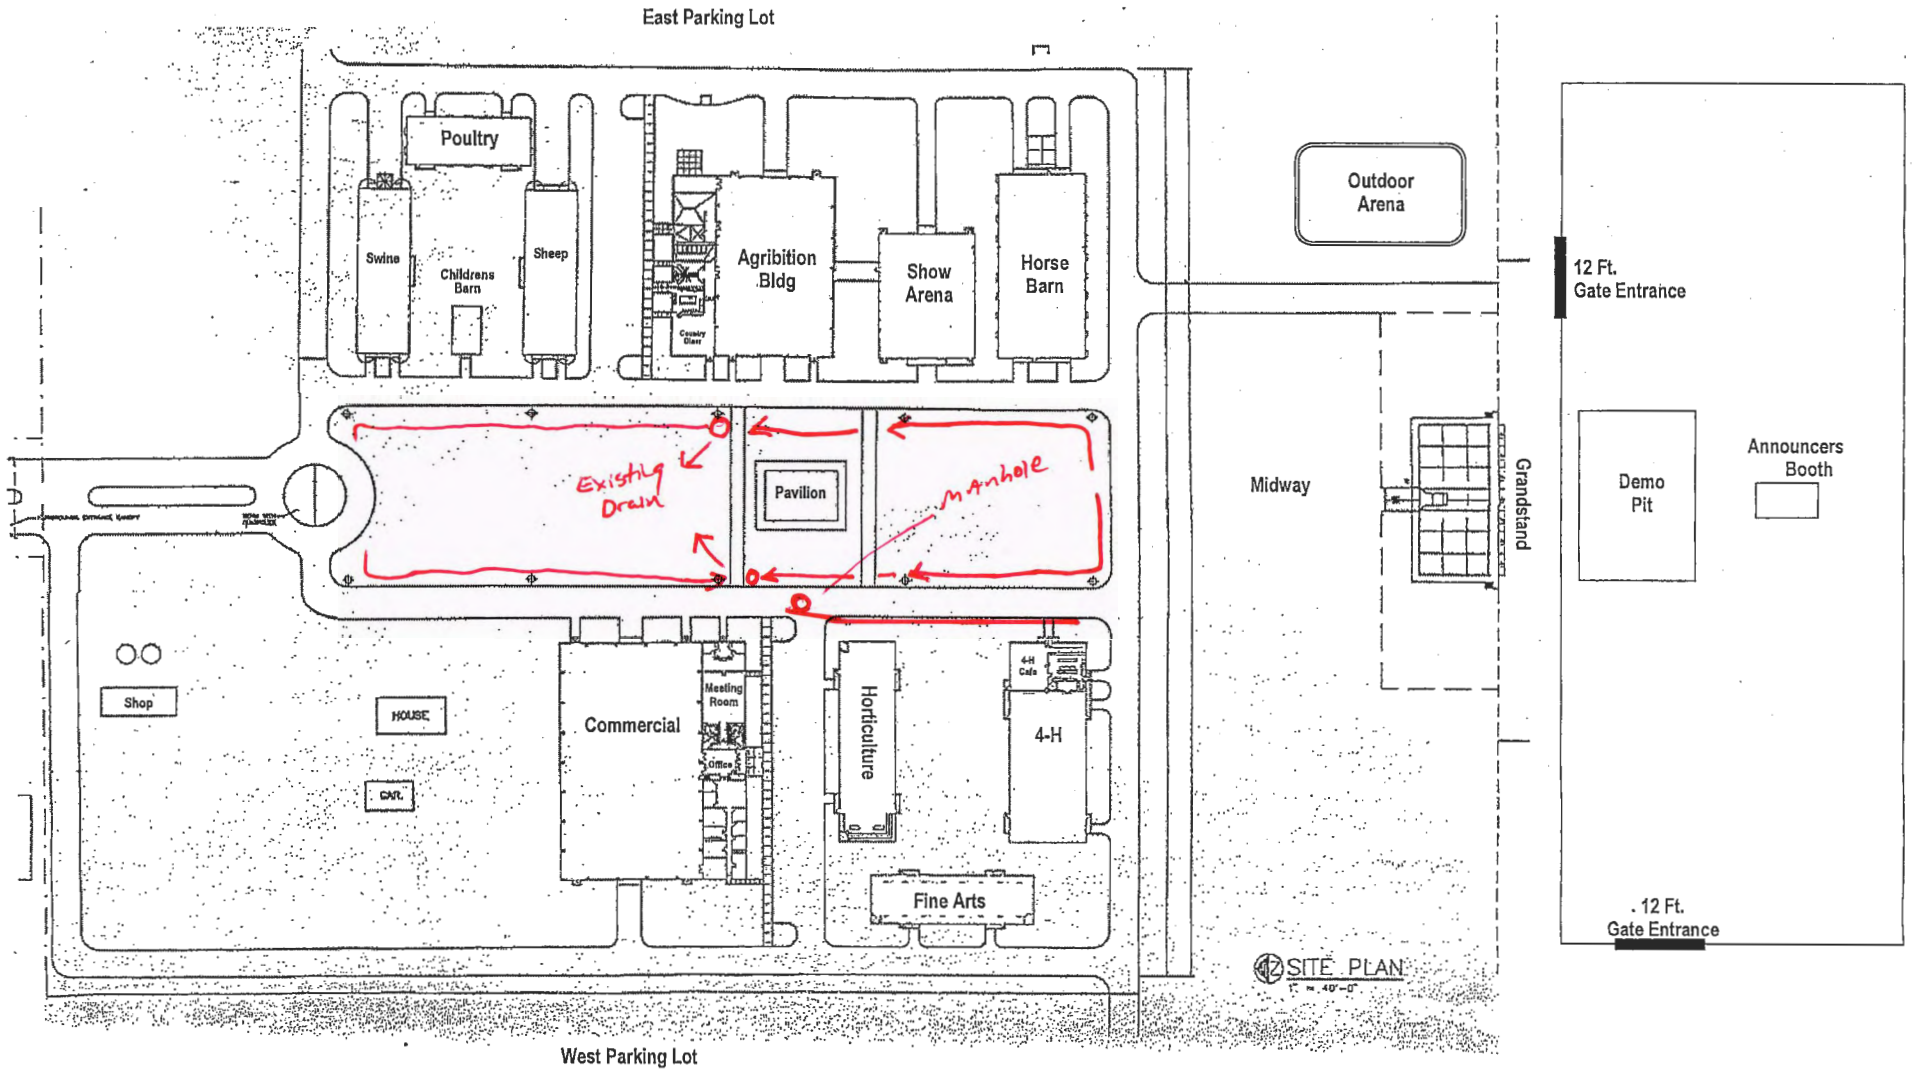 East Parking Lot
Poultry
Swine
Childrens
Barn
Sheep
Agribition
Bldg
Show
Arena
Horse
Barn
Outdoor
Arena
12 Ft.
Gate Entrance
Existing
Drain
Pavilion
Manhole
Midway
Grandstand
Demo
Pit
Announcers
Booth
Shop
HOUSE
GAR.
Commercial
Meeting
Room
Office
Horticulture
4-H
Cafe
4-H
Fine Arts
12 Ft.
Gate Entrance
SITE PLAN
West Parking Lot